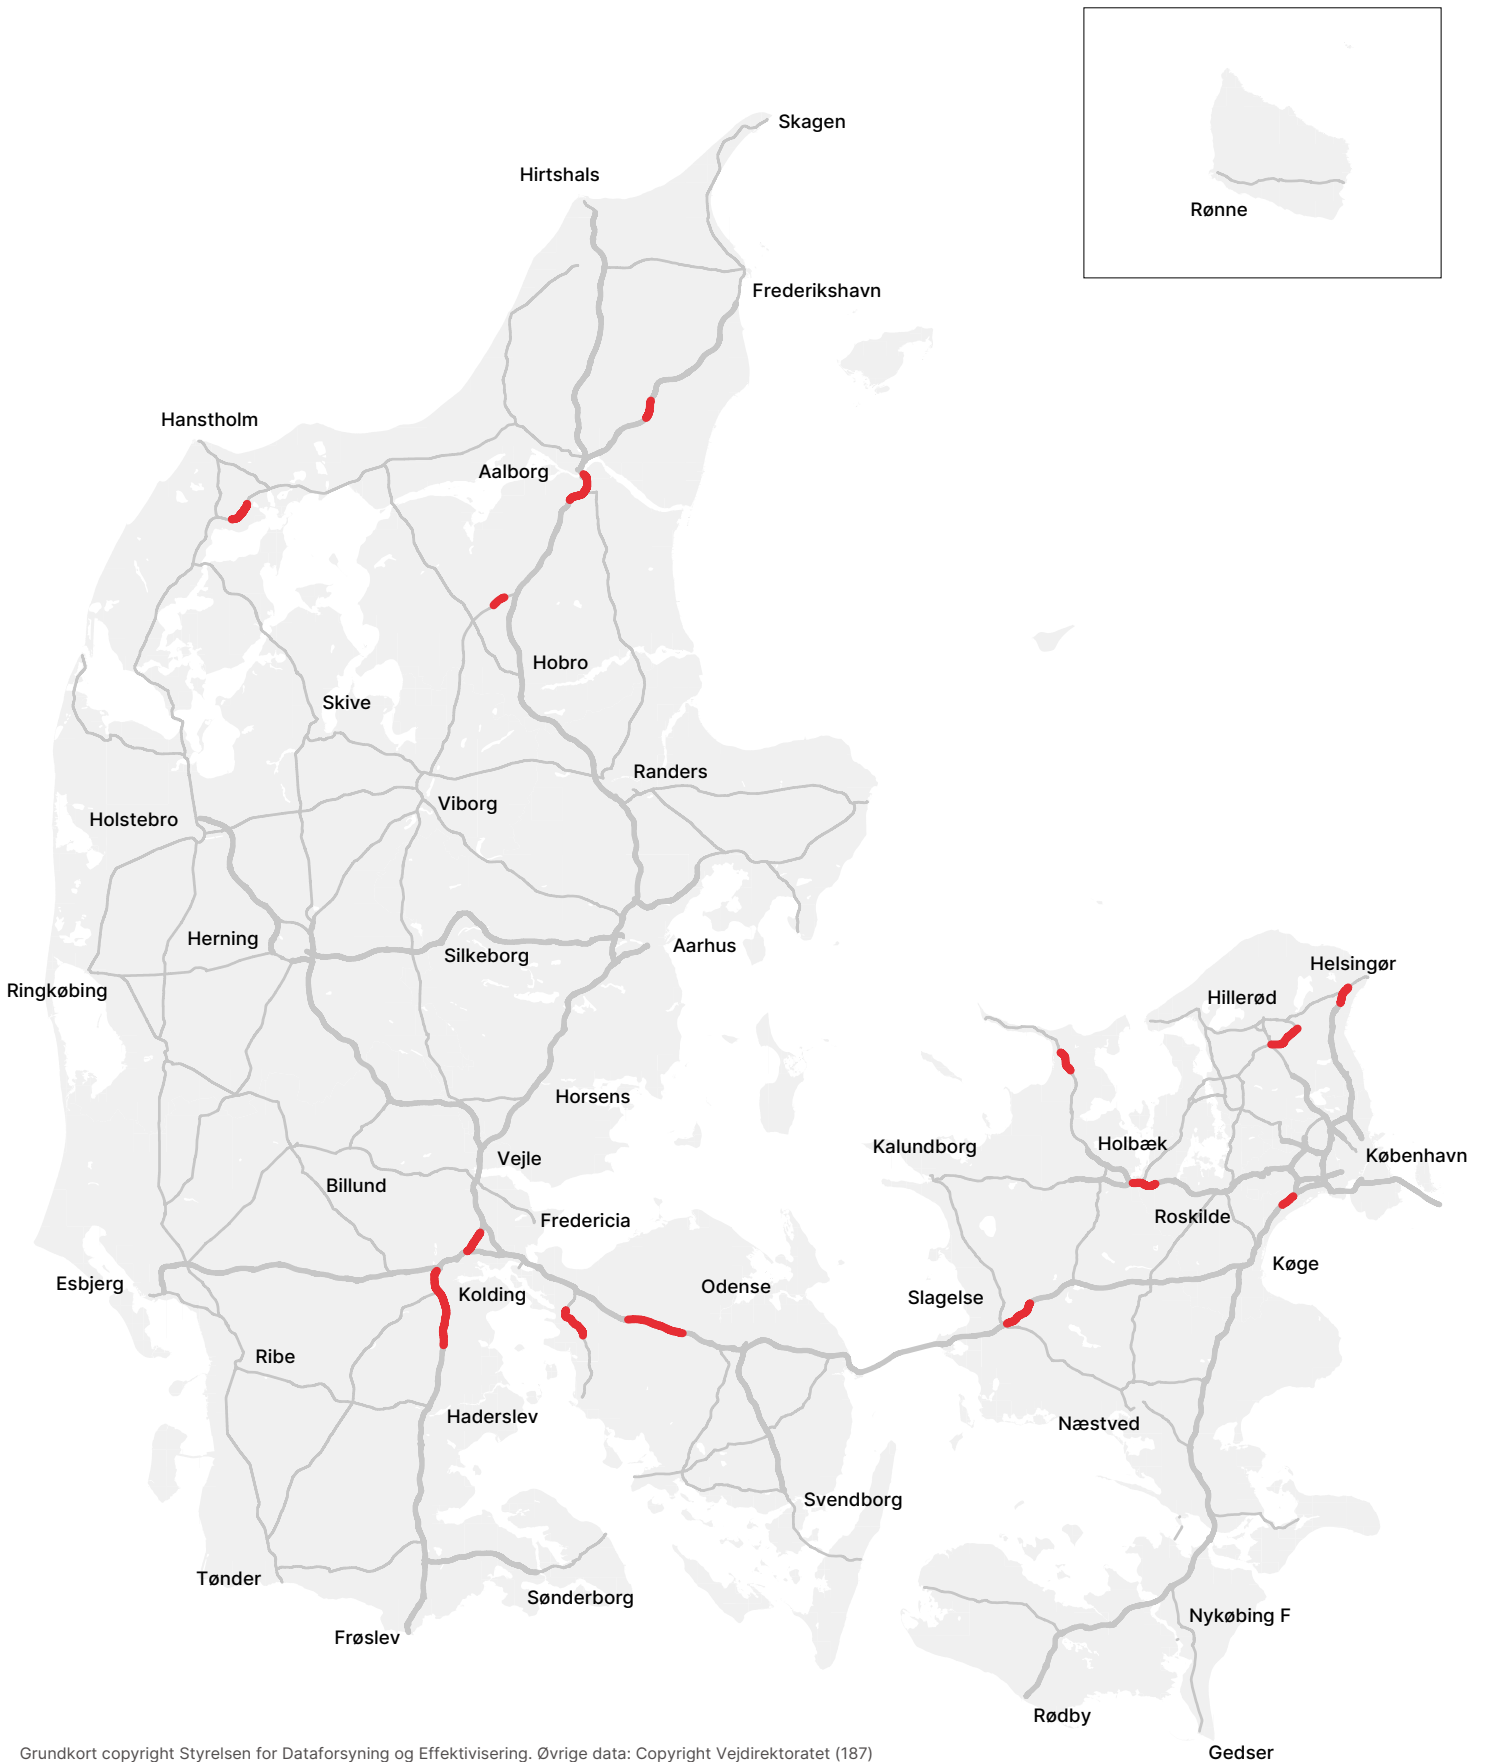 Skagen
Hirtshals
Rønne
Frederikshavn
Hanstholm
Aalborg
Hobro
Skive
Randers
Viborg
Holstebro
Herning
Aarhus
Silkeborg
Helsingør
Ringkøbing
Hillerød
Horsens
Holbæk
Kalundborg
København
Vejle
Billund
Fredericia
Roskilde
Køge
Esbjerg
Odense
Kolding
Slagelse
Ribe
Haderslev
Næstved
Svendborg
Tønder
Sønderborg
Nykøbing F
Frøslev
Rødby
Gedser
Grundkort copyright Styrelsen for Dataforsyning og Effektivisering. Øvrige data: Copyright Vejdirektoratet (187)